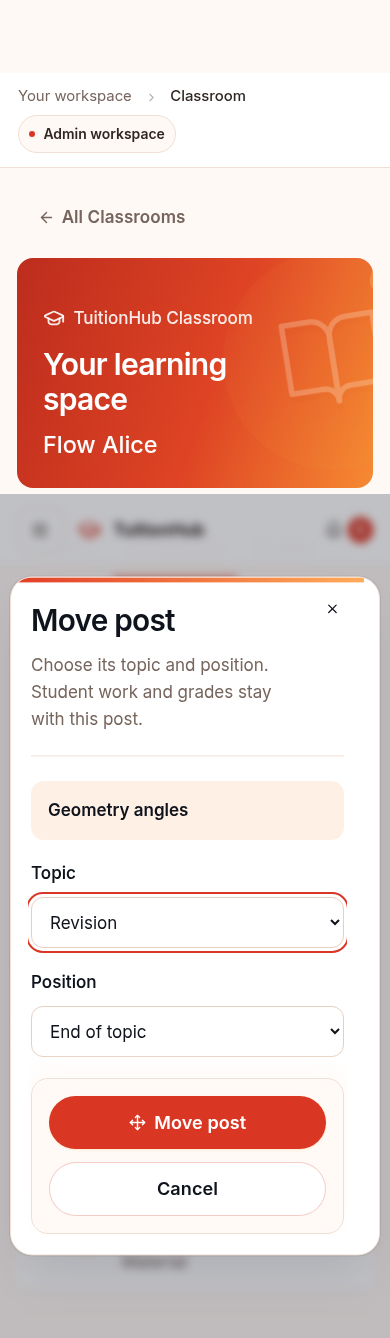 Your workspace > Classroom
Admin workspace
← All Classrooms
TuitionHub Classroom
Your learning
space
Flow Alice
TuitionHub
Move post
Choose its topic and position.
Student work and grades stay
with this post.
Geometry angles
Topic
Revision
Position
End of topic
Move post
Cancel